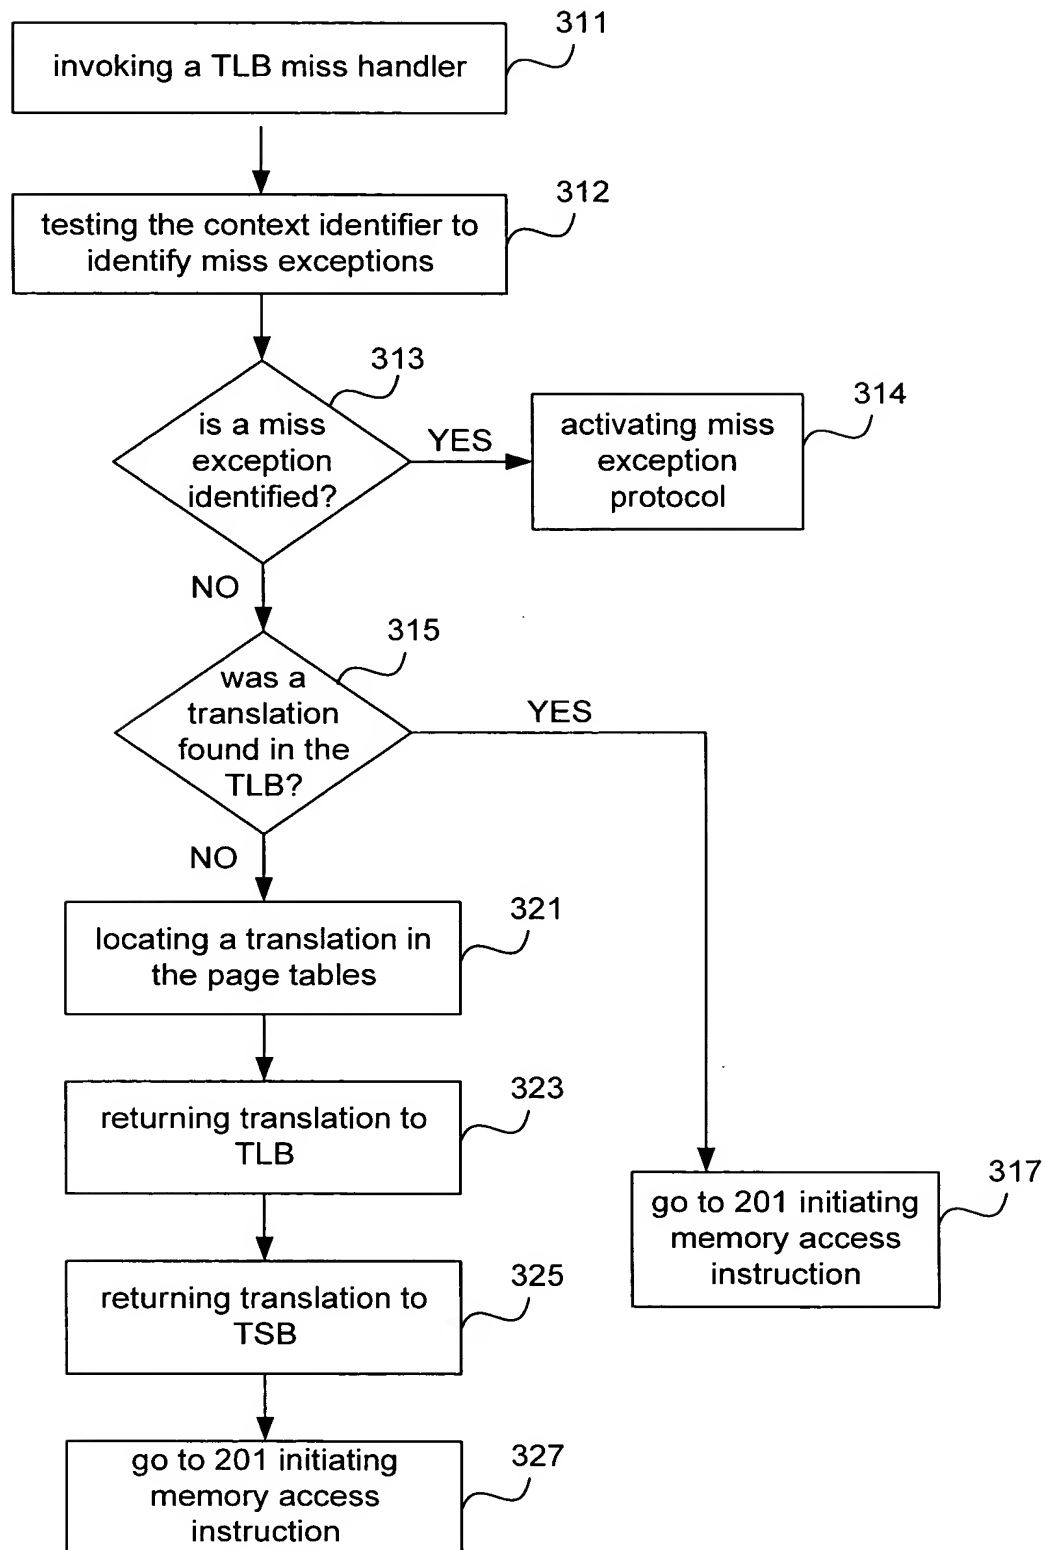 311
invoking a TLB miss handler
312
testing the context identifier to
identify miss exceptions
313
is a miss
exception
identified?
YES
314
activating miss
exception
protocol
NO
315
was a
translation
found in the
TLB?
YES
NO
321
locating a translation in
the page tables
323
returning translation to
TLB
317
go to 201 initiating
memory access
instruction
325
returning translation to
TSB
327
go to 201 initiating
memory access
instruction